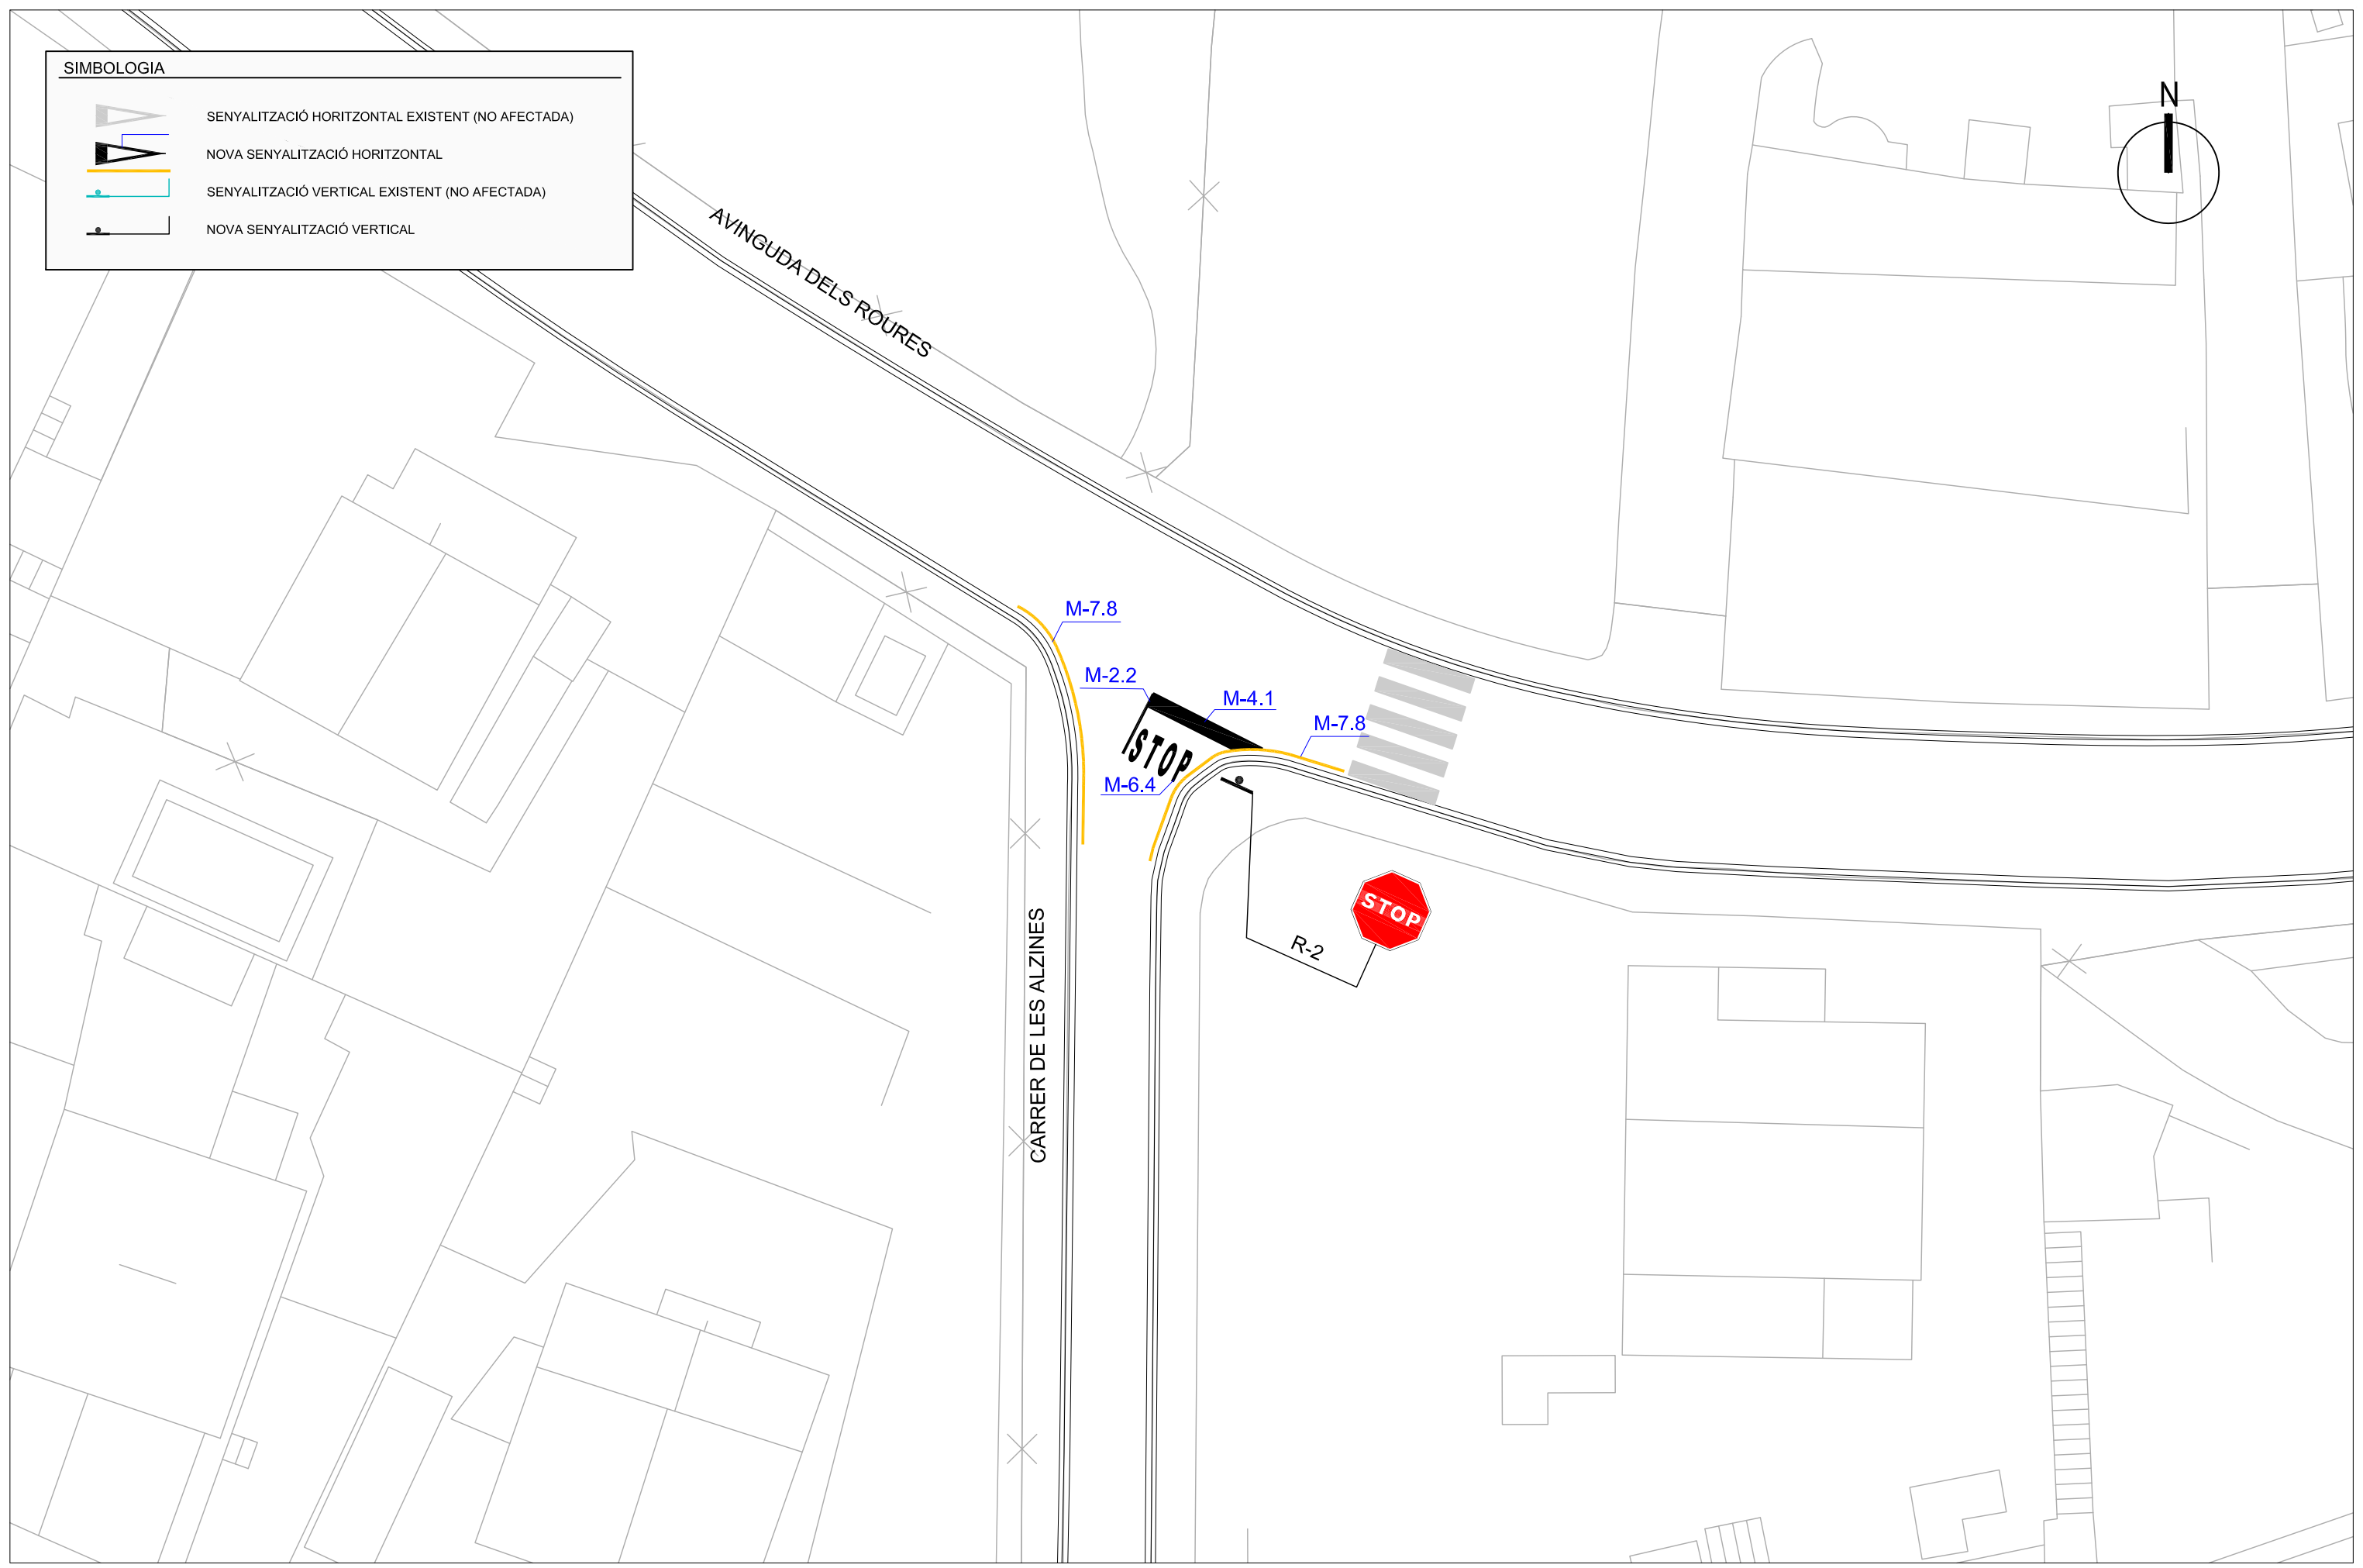 SIMBOLOGIA
SENYALITZACIÓ HORITZONTAL EXISTENT (NO AFECTADA)
NOVA SENYALITZACIÓ HORITZONTAL
SENYALITZACIÓ VERTICAL EXISTENT (NO AFECTADA)
NOVA SENYALITZACIÓ VERTICAL
N
AVINGUDA DELS ROURES
M-7.8
M-2.2
M-4.1
M-7.8
STOP
M-6.4
STOP
R-2
CARRER DE LES ALZINES